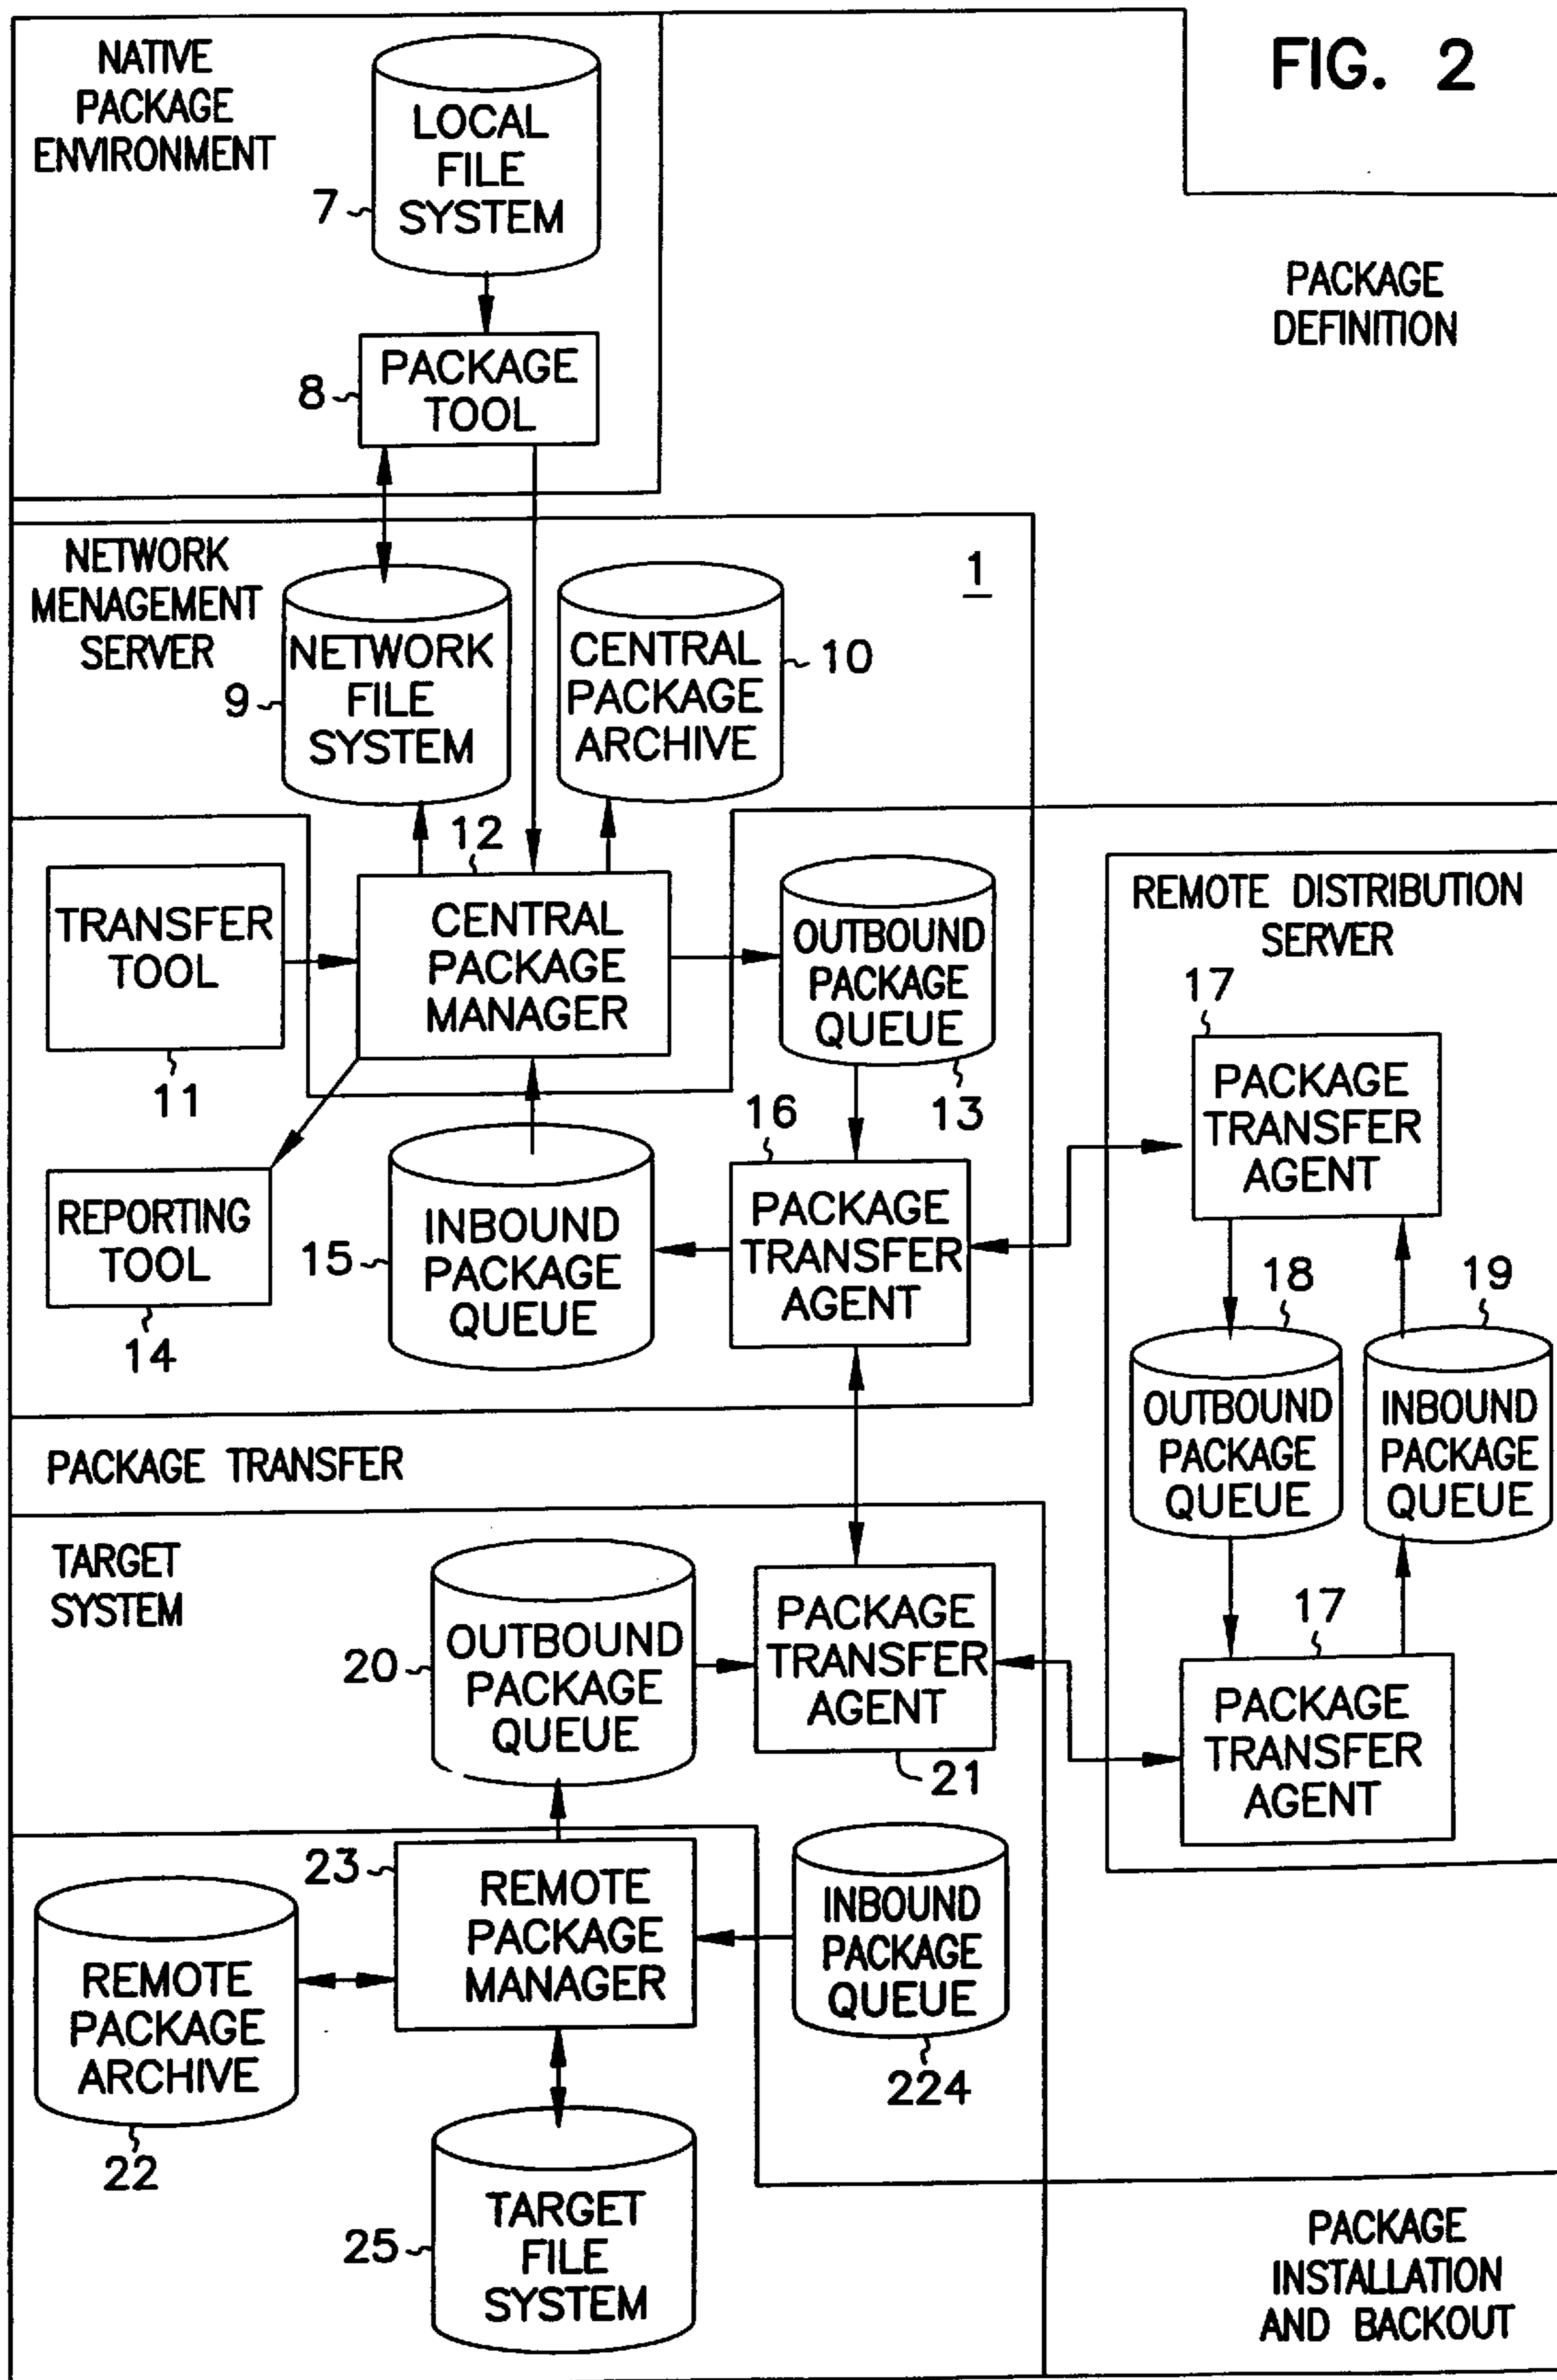 FIG. 2
NATIVE
PACKAGE
ENVIRONMENT
LOCAL
FILE
SYSTEM
7
PACKAGE
DEFINITION
PACKAGE
TOOL
8
NETWORK
MENAGEMENT
SERVER
1
NETWORK
FILE
SYSTEM
9
CENTRAL
PACKAGE
ARCHIVE
10
12
TRANSFER
TOOL
11
CENTRAL
PACKAGE
MANAGER
OUTBOUND
PACKAGE
QUEUE
13
REMOTE DISTRIBUTION
SERVER
17
PACKAGE
TRANSFER
AGENT
REPORTING
TOOL
14
INBOUND
PACKAGE
QUEUE
15
16
PACKAGE
TRANSFER
AGENT
18
19
OUTBOUND
PACKAGE
QUEUE
INBOUND
PACKAGE
QUEUE
PACKAGE TRANSFER
TARGET
SYSTEM
OUTBOUND
PACKAGE
QUEUE
20
PACKAGE
TRANSFER
AGENT
21
17
PACKAGE
TRANSFER
AGENT
23
REMOTE
PACKAGE
MANAGER
INBOUND
PACKAGE
QUEUE
224
REMOTE
PACKAGE
ARCHIVE
22
TARGET
FILE
SYSTEM
25
PACKAGE
INSTALLATION
AND BACKOUT